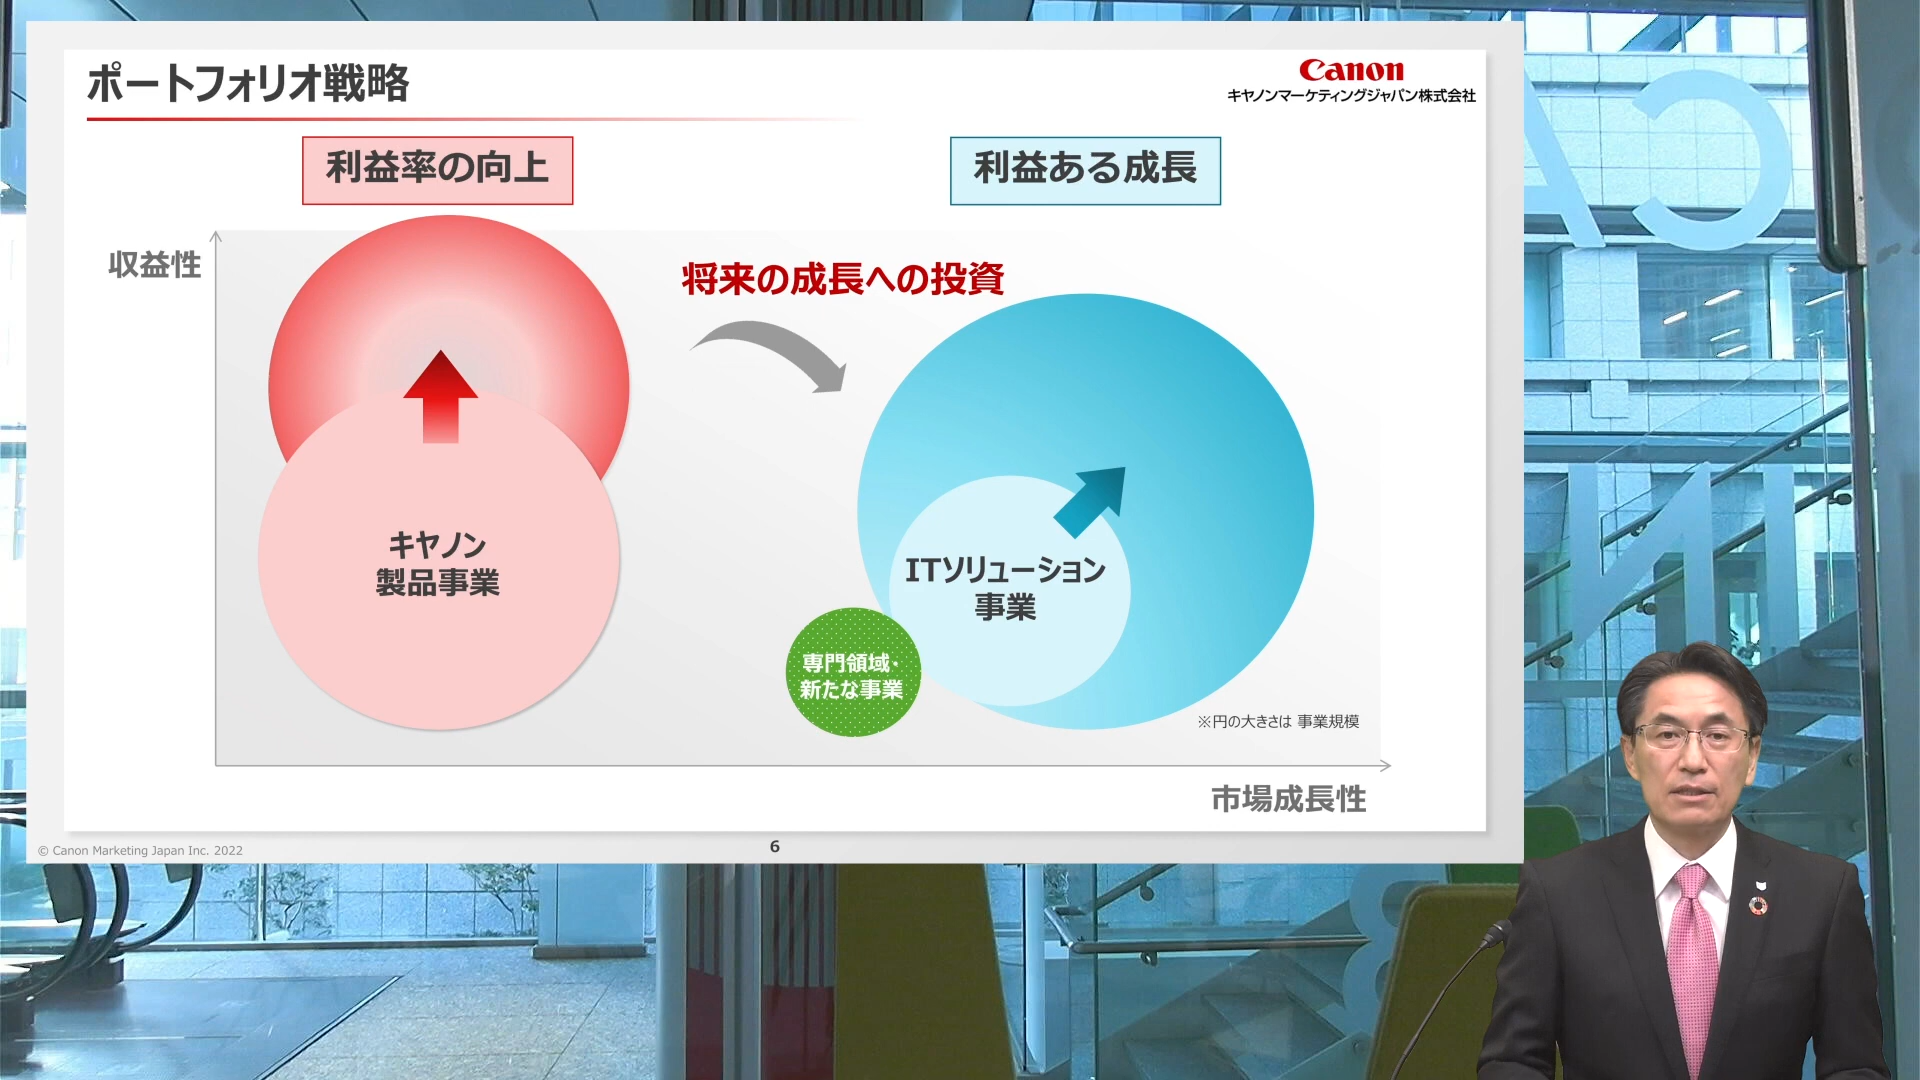 ポートフォリオ戦略
Canon
キヤノンマーケティングジャパン株式会社
利益率の向上
利益ある成長
収益性
将来の成長への投資
キヤノン
製品事業
ITソリューション
事業
専門領域・
新たな事業
※円の大きさは 事業規模
市場成長性
© Canon Marketing Japan Inc. 2022
6